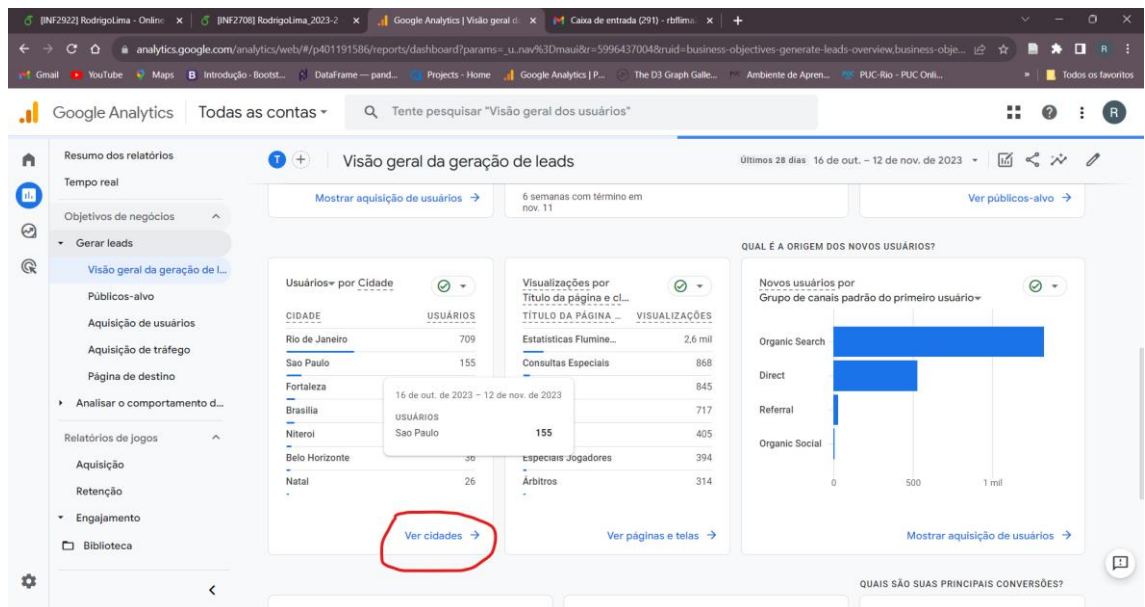 [INF2922] RodrigoLima - Online
[INF2708] RodrigoLima_2023-2
Google Analytics | Visão geral d
Caixa de entrada (291) - rbflima
analytics.google.com/analytics/web/#/p401191586/reports/dashboard?params=_u..nav%3Dmaui&r=5996437004&ruid=business-objectives-generate-leads-overview,business-obje...
Gmail
YouTube
Maps
Introdução · Bootst...
DataFrame — pand...
Projects - Home
Google Analytics | P...
The D3 Graph Galle...
Ambiente de Apren...
PUC-Rio - PUC Onli...
Todos os favoritos
Google Analytics
Todas as contas
Tente pesquisar "Visão geral dos usuários"
R
Resumo dos relatórios
Tempo real
Objetivos de negócios
Gerar leads
Visão geral da geração de l...
Públicos-alvo
Aquisição de usuários
Aquisição de tráfego
Página de destino
Analisar o comportamento d...
Relatórios de jogos
Aquisição
Retenção
Engajamento
Biblioteca
T
Visão geral da geração de leads
Últimos 28 dias 16 de out. – 12 de nov. de 2023
Mostrar aquisição de usuários
6 semanas com término em
nov. 11
Ver públicos-alvo
QUAL É A ORIGEM DOS NOVOS USUÁRIOS?
Usuários por Cidade
CIDADE USUÁRIOS
Rio de Janeiro 709
Sao Paulo 155
Fortaleza
Brasilia
Niteroi
Belo Horizonte 36
Natal 26
Ver cidades
16 de out. de 2023 – 12 de nov. de 2023
USUÁRIOS
Sao Paulo 155
Visualizações por
Título da página e cl...
TÍTULO DA PÁGINA ... VISUALIZAÇÕES
Estatísticas Flumine... 2,6 mil
Consultas Especiais 868
845
717
405
Especiais Jogadores 394
Árbitros 314
Ver páginas e telas
Novos usuários por
Grupo de canais padrão do primeiro usuário
Organic Search
Direct
Referral
Organic Social
0 500 1 mil
Mostrar aquisição de usuários
QUAIS SÃO SUAS PRINCIPAIS CONVERSÕES?